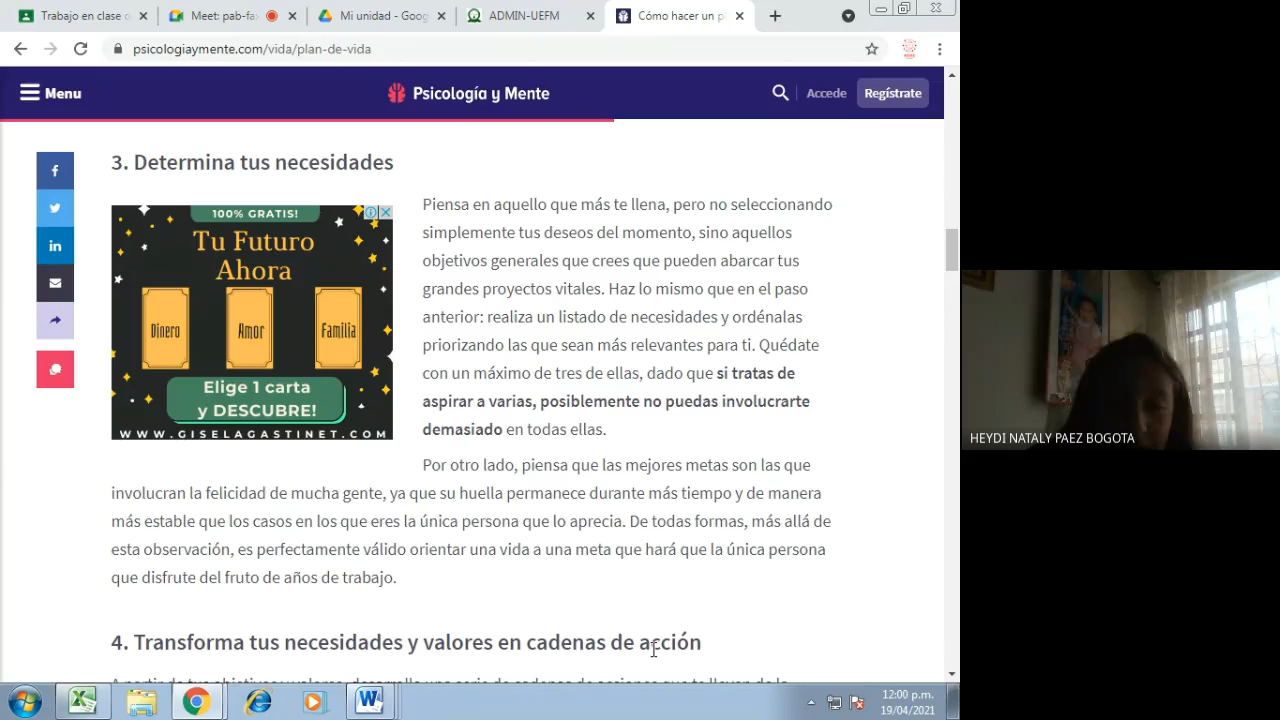 Trabajo en clase d
Meet: pab-fa
Mi unidad - Goog
ADMIN-UEFM
Cómo hacer un p
psicologiaymente.com/vida/plan-de-vida
Menu
Psicología y Mente
Accede
Regístrate
3. Determina tus necesidades
100% GRATIS!
Tu Futuro
Ahora
Dinero
Amor
Familia
Elige 1 carta
y DESCUBRE!
WWW.GISELAGASTINET.COM
Piensa en aquello que más te llena, pero no seleccionando
simplemente tus deseos del momento, sino aquellos
objetivos generales que crees que pueden abarcar tus
grandes proyectos vitales. Haz lo mismo que en el paso
anterior: realiza un listado de necesidades y ordénalas
priorizando las que sean más relevantes para ti. Quédate
con un máximo de tres de ellas, dado que si tratas de
aspirar a varias, posiblemente no puedas involucrarte
demasiado en todas ellas.
Por otro lado, piensa que las mejores metas son las que
involucran la felicidad de mucha gente, ya que su huella permanece durante más tiempo y de manera
más estable que los casos en los que eres la única persona que lo aprecia. De todas formas, más allá de
esta observación, es perfectamente válido orientar una vida a una meta que hará que la única persona
que disfrute del fruto de años de trabajo.
4. Transforma tus necesidades y valores en cadenas de acción
HEYDI NATALY PAEZ BOGOTA
12:00 p.m.
19/04/2021